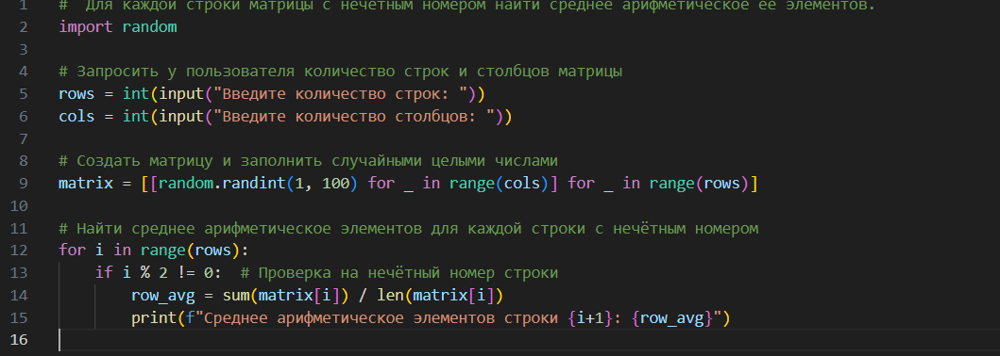 1 # Для каждой строки матрицы с нечётным номером найти среднее арифметическое ее элементов.
2 import random
3
4 # Запросить у пользователя количество строк и столбцов матрицы
5 rows = int(input("Введите количество строк: "))
6 cols = int(input("Введите количество столбцов: "))
7
8 # Создать матрицу и заполнить случайными целыми числами
9 matrix = [[random.randint(1, 100) for _ in range(cols)] for _ in range(rows)]
10
11 # Найти среднее арифметическое элементов для каждой строки с нечётным номером
12 for i in range(rows):
13 if i % 2 != 0: # Проверка на нечётный номер строки
14 row_avg = sum(matrix[i]) / len(matrix[i])
15 print(f"Среднее арифметическое элементов строки {i+1}: {row_avg}")
16